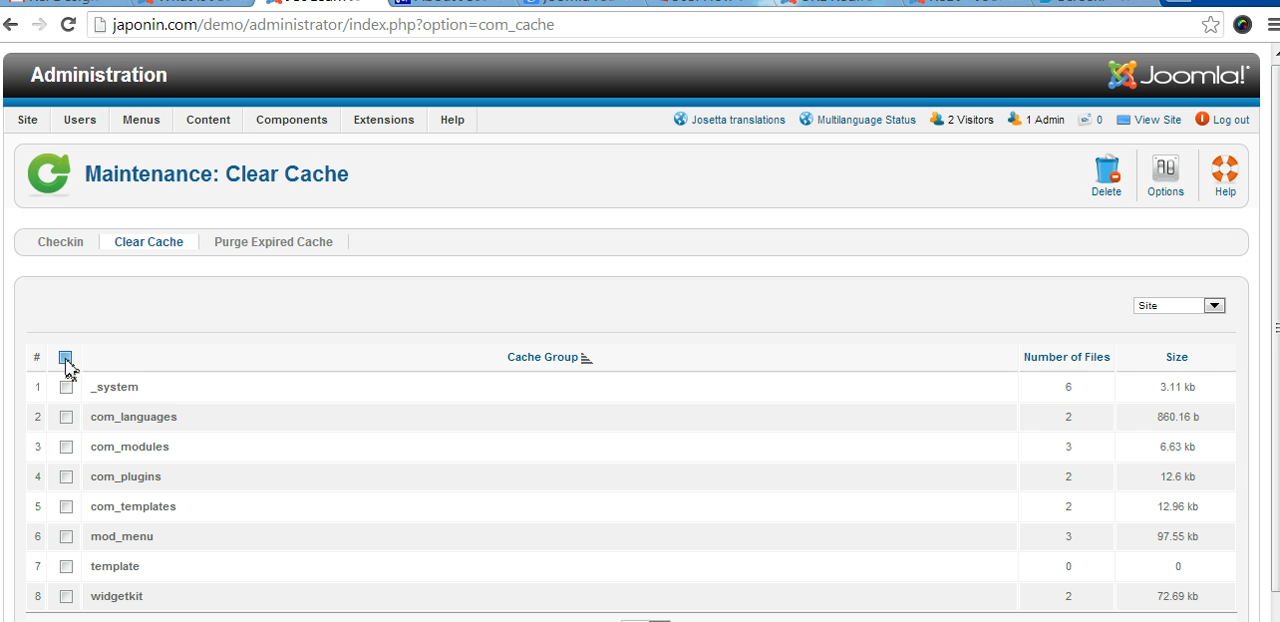 japonin.com/demo/administrator/index.php?option=com_cache
Administration
Joomla!
Site Users Menus Content Components Extensions Help Josetta translations Multilanguage Status 2 Visitors 1 Admin 0 View Site Log out
Maintenance: Clear Cache
Delete Options Help
Checkin Clear Cache Purge Expired Cache
Site
# Cache Group Number of Files Size
1 _system 6 3.11 kb
2 com_languages 2 860.16 b
3 com_modules 3 6.63 kb
4 com_plugins 2 12.6 kb
5 com_templates 2 12.96 kb
6 mod_menu 3 97.55 kb
7 template 0 0
8 widgetkit 2 72.69 kb